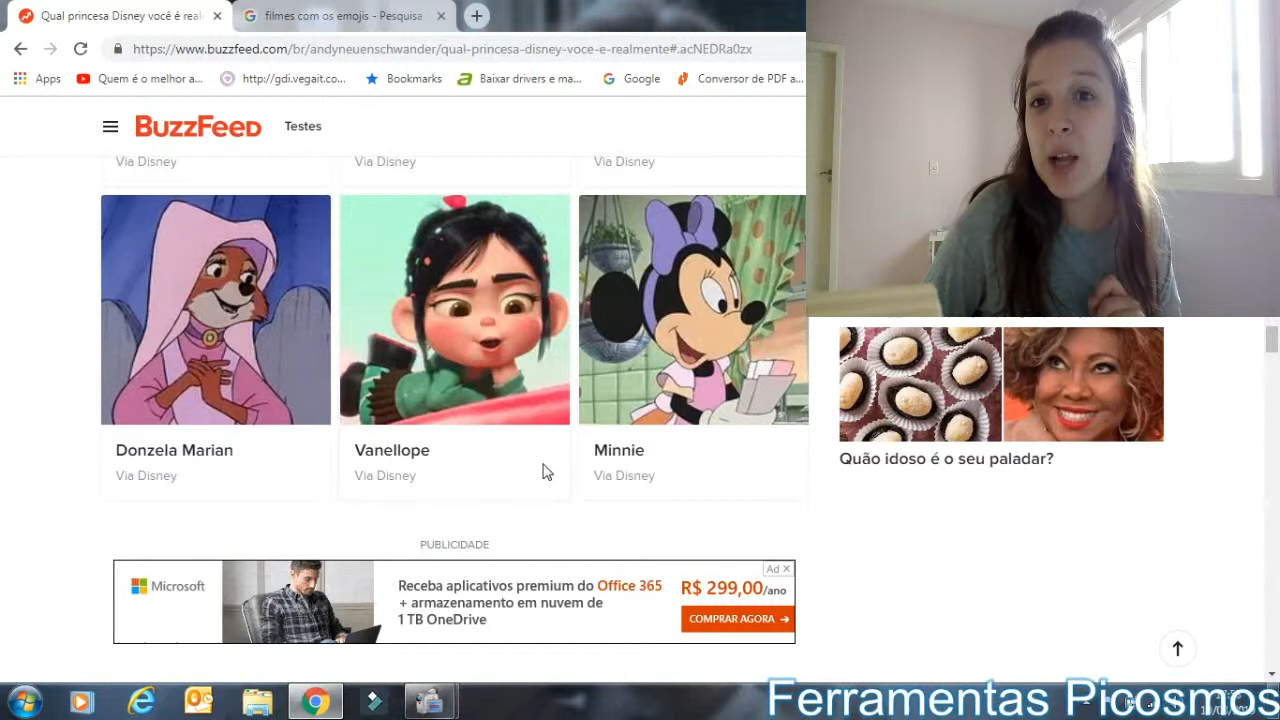 Qual princesa Disney você é real
filmes com os emojis - Pesquisa
https://www.buzzfeed.com/br/andyneuenschwander/qual-princesa-disney-voce-e-realmente#.acNEDRa0zx
Apps
Quem é o melhor a...
http://gdi.vegait.co...
Bookmarks
Baixar drivers e ma...
Google
Conversor de PDF a...
BuzzFeed
Testes
Via Disney
Via Disney
Via Disney
Donzela Marian
Via Disney
Vanellope
Via Disney
Minnie
Via Disney
Quão idoso é o seu paladar?
PUBLICIDADE
Microsoft
Receba aplicativos premium do Office 365
+ armazenamento em nuvem de
1 TB OneDrive
Ad
R$ 299,00/ano
COMPRAR AGORA
Ferramentas Picosmos